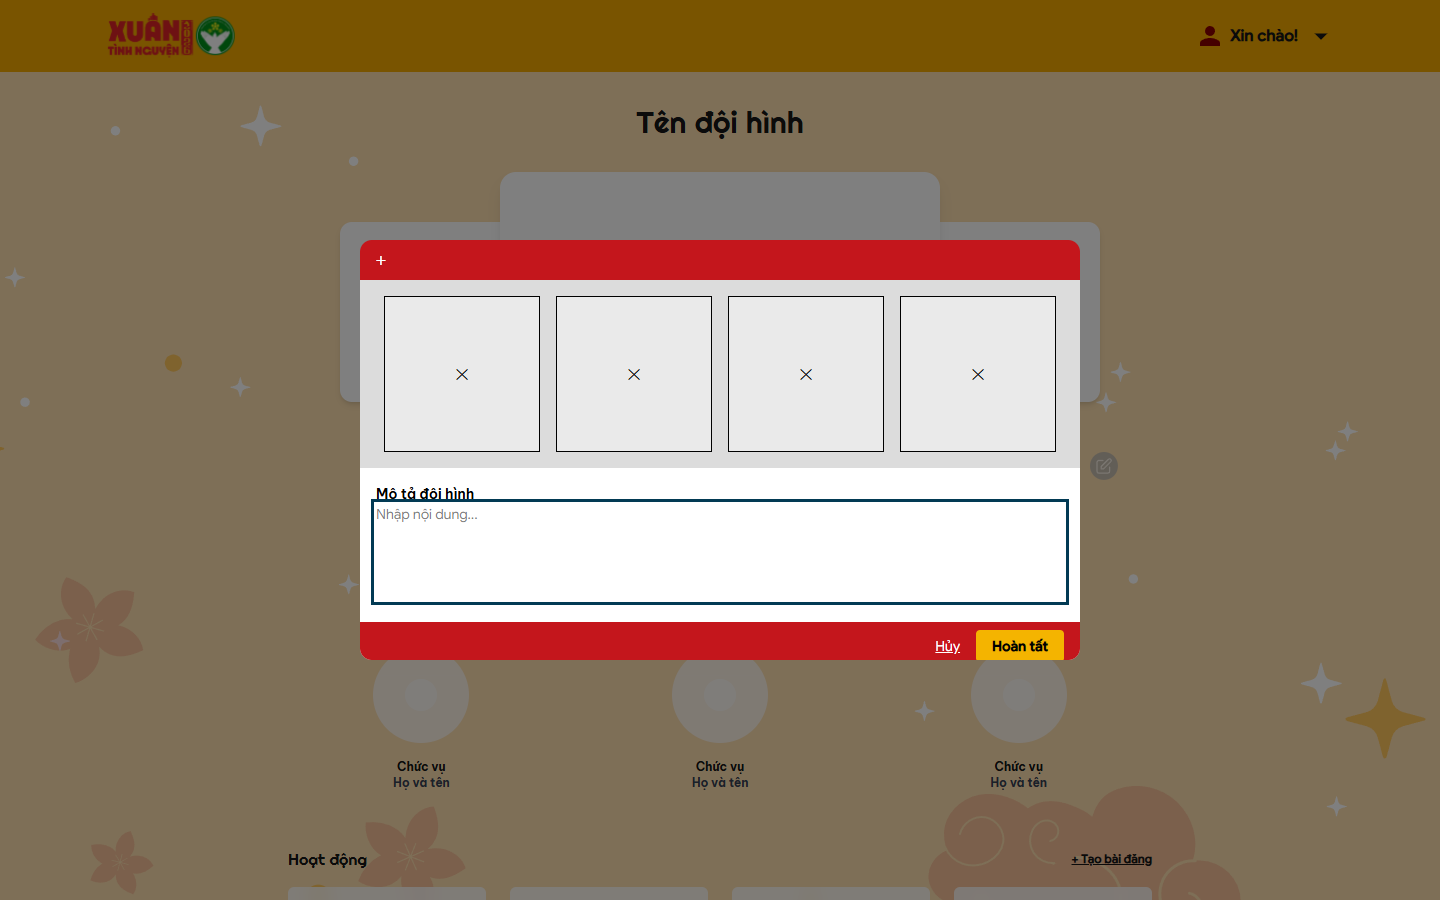 XUÂN
TÌNH NGUYỆN
Xin chào!
Tên đội hình
+
Mô tả đội hình
Nhập nội dung...
Hủy
Hoàn tất
Chức vụ
Họ và tên
Chức vụ
Họ và tên
Chức vụ
Họ và tên
Hoạt động
+ Tạo bài đăng